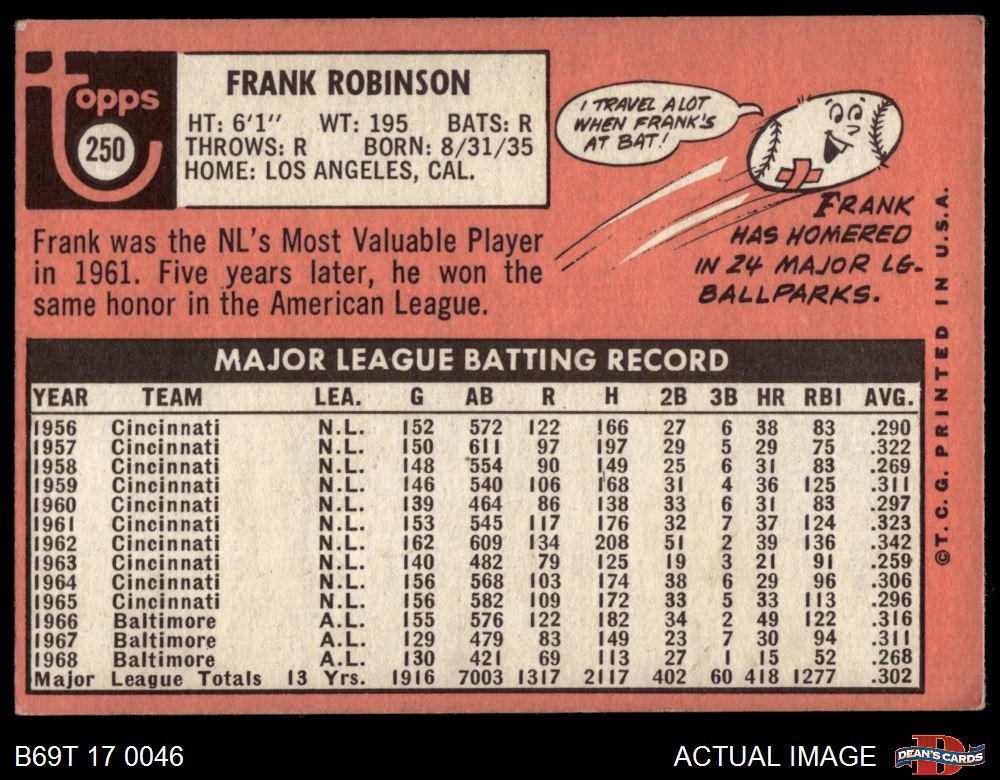 topps
250
FRANK ROBINSON
HT: 6'1" WT: 195 BATS: R
THROWS: R BORN: 8/31/35
HOME: LOS ANGELES, CAL.
I TRAVEL A LOT
WHEN FRANK'S
AT BAT!
FRANK
HAS HOMERED
IN 24 MAJOR LG.
BALLPARKS.
Frank was the NL's Most Valuable Player
in 1961. Five years later, he won the
same honor in the American League.
MAJOR LEAGUE BATTING RECORD
YEAR TEAM LEA. G AB R H 2B 3B HR RBI AVG.
1956 Cincinnati N.L. 152 572 122 166 27 6 38 83 .290
1957 Cincinnati N.L. 150 611 97 197 29 5 29 75 .322
1958 Cincinnati N.L. 148 554 90 149 25 6 31 83 .269
1959 Cincinnati N.L. 146 540 106 168 31 4 36 125 .311
1960 Cincinnati N.L. 139 464 86 138 33 6 31 83 .297
1961 Cincinnati N.L. 153 545 117 176 32 7 37 124 .323
1962 Cincinnati N.L. 162 609 134 208 51 2 39 136 .342
1963 Cincinnati N.L. 140 482 79 125 19 3 21 91 .259
1964 Cincinnati N.L. 156 568 103 174 38 6 29 96 .306
1965 Cincinnati N.L. 156 582 109 172 33 5 33 113 .296
1966 Baltimore A.L. 155 576 122 182 34 2 49 122 .316
1967 Baltimore A.L. 129 479 83 149 23 7 30 94 .311
1968 Baltimore A.L. 130 421 69 113 27 1 15 52 .268
Major League Totals 13 Yrs. 1916 7003 1317 2117 402 60 418 1277 .302
©T. C. G. PRINTED IN U.S.A.
B69T 17 0046
ACTUAL IMAGE
D
DEAN'S CARDS